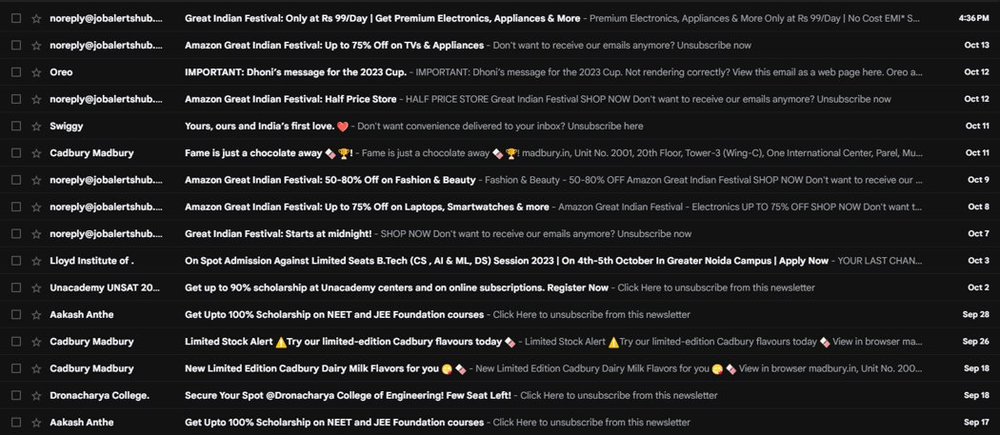 noreply@jobalertshub.... Great Indian Festival: Only at Rs 99/Day | Get Premium Electronics, Appliances & More - Premium Electronics, Appliances & More Only at Rs 99/Day | No Cost EMI* S... 4:36 PM
noreply@jobalertshub.... Amazon Great Indian Festival: Up to 75% Off on TVs & Appliances - Don't want to receive our emails anymore? Unsubscribe now Oct 13
Oreo IMPORTANT: Dhoni's message for the 2023 Cup. - IMPORTANT: Dhoni's message for the 2023 Cup. Not rendering correctly? View this email as a web page here. Oreo a... Oct 12
noreply@jobalertshub.... Amazon Great Indian Festival: Half Price Store - HALF PRICE STORE Great Indian Festival SHOP NOW Don't want to receive our emails anymore? Unsubscribe now Oct 12
Swiggy Yours, ours and India's first love. ❤️ - Don't want convenience delivered to your inbox? Unsubscribe here Oct 11
Cadbury Madbury Fame is just a chocolate away 🍫 🏆! - Fame is just a chocolate away 🍫 🏆! madbury.in, Unit No. 2001, 20th Floor, Tower-3 (Wing-C), One International Center, Parel, Mu... Oct 11
noreply@jobalertshub.... Amazon Great Indian Festival: 50-80% Off on Fashion & Beauty - Fashion & Beauty - 50-80% OFF Amazon Great Indian Festival SHOP NOW Don't want to receive our ... Oct 9
noreply@jobalertshub.... Amazon Great Indian Festival: Up to 75% Off on Laptops, Smartwatches & more - Amazon Great Indian Festival - Electronics UP TO 75% OFF SHOP NOW Don't want t... Oct 8
noreply@jobalertshub.... Great Indian Festival: Starts at midnight! - SHOP NOW Don't want to receive our emails anymore? Unsubscribe now Oct 7
Lloyd Institute of . On Spot Admission Against Limited Seats B.Tech (CS , AI & ML, DS) Session 2023 | On 4th-5th October In Greater Noida Campus | Apply Now - YOUR LAST CHAN... Oct 3
Unacademy UNSAT 20... Get up to 90% scholarship at Unacademy centers and on online subscriptions. Register Now - Click Here to unsubscribe from this newsletter Oct 2
Aakash Anthe Get Upto 100% Scholarship on NEET and JEE Foundation courses - Click Here to unsubscribe from this newsletter Sep 28
Cadbury Madbury Limited Stock Alert ⚠️Try our limited-edition Cadbury flavours today 🍫 - Limited Stock Alert ⚠️Try our limited-edition Cadbury flavours today 🍫 View in browser ma... Sep 26
Cadbury Madbury New Limited Edition Cadbury Dairy Milk Flavors for you 😋 🍫 - New Limited Edition Cadbury Dairy Milk Flavors for you 😋 🍫 View in browser madbury.in, Unit No. 200... Sep 18
Dronacharya College. Secure Your Spot @Dronacharya College of Engineering! Few Seat Left! - Click Here to unsubscribe from this newsletter Sep 18
Aakash Anthe Get Upto 100% Scholarship on NEET and JEE Foundation courses - Click Here to unsubscribe from this newsletter Sep 17